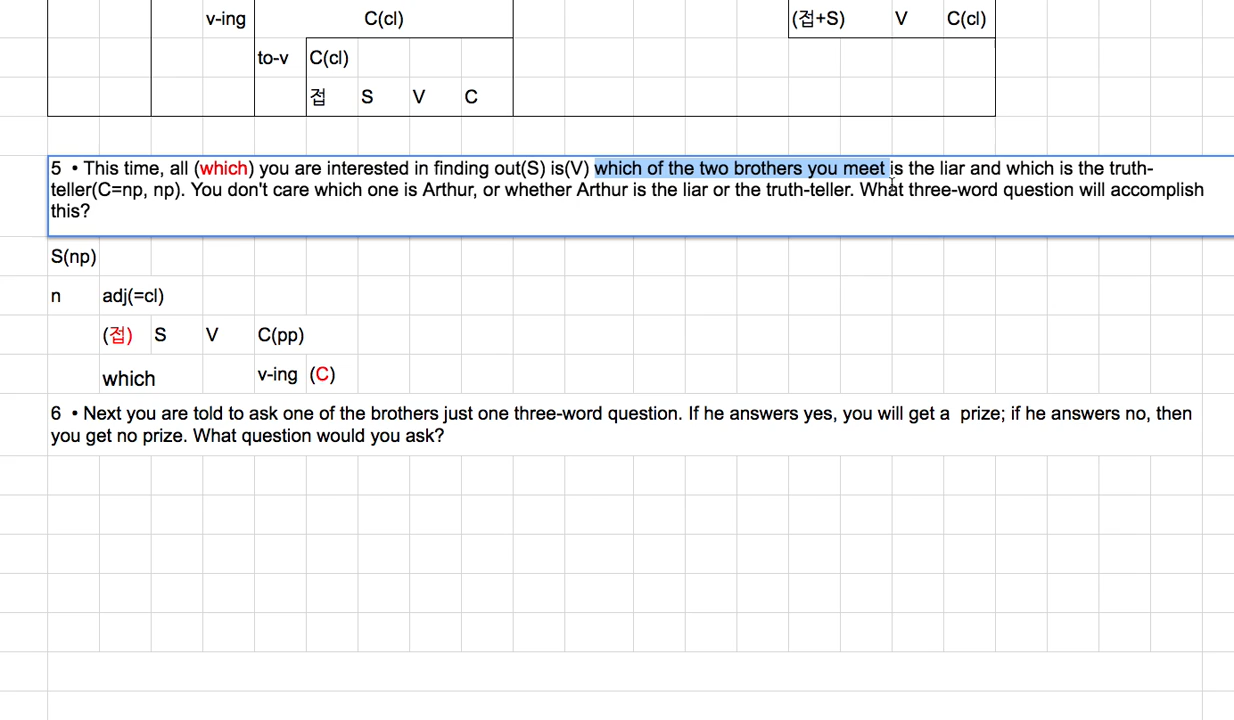 v-ing C(cl) (접+S) V C(cl)
to-v C(cl)
접 S V C
5 • This time, all (which) you are interested in finding out(S) is(V) which of the two brothers you meet is the liar and which is the truth-
teller(C=np, np). You don't care which one is Arthur, or whether Arthur is the liar or the truth-teller. What three-word question will accomplish
this?
S(np)
n adj(=cl)
(접) S V C(pp)
which v-ing (C)
6 • Next you are told to ask one of the brothers just one three-word question. If he answers yes, you will get a  prize; if he answers no, then
you get no prize. What question would you ask?